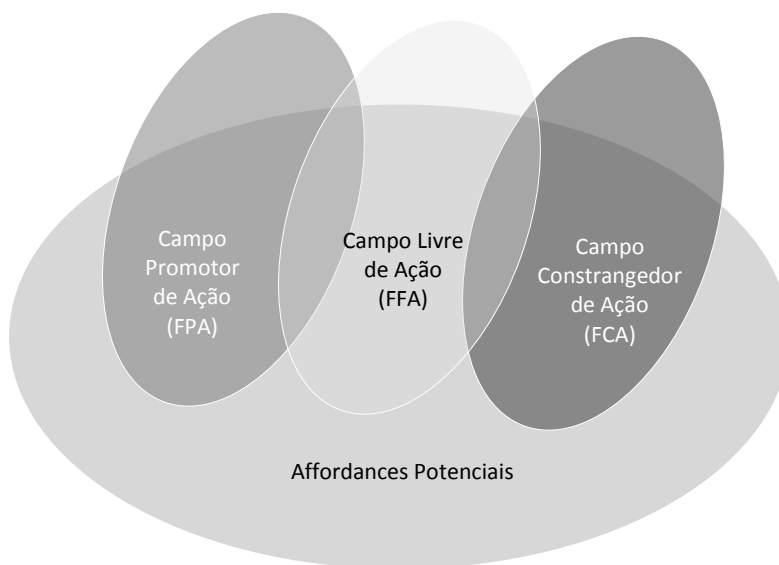 Campo
Promotor
de Ação
(FPA)
Campo Livre
de Ação
(FFA)
Campo
Constrangedor
de Ação
(FCA)
Affordances Potenciais